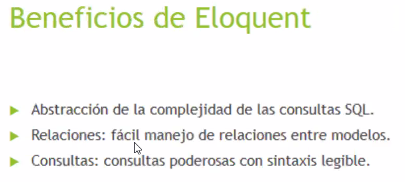 Beneficios de Eloquent
Abstracción de la complejidad de las consultas SQL.
Relaciones: fácil manejo de relaciones entre modelos.
Consultas: consultas poderosas con sintaxis legible.